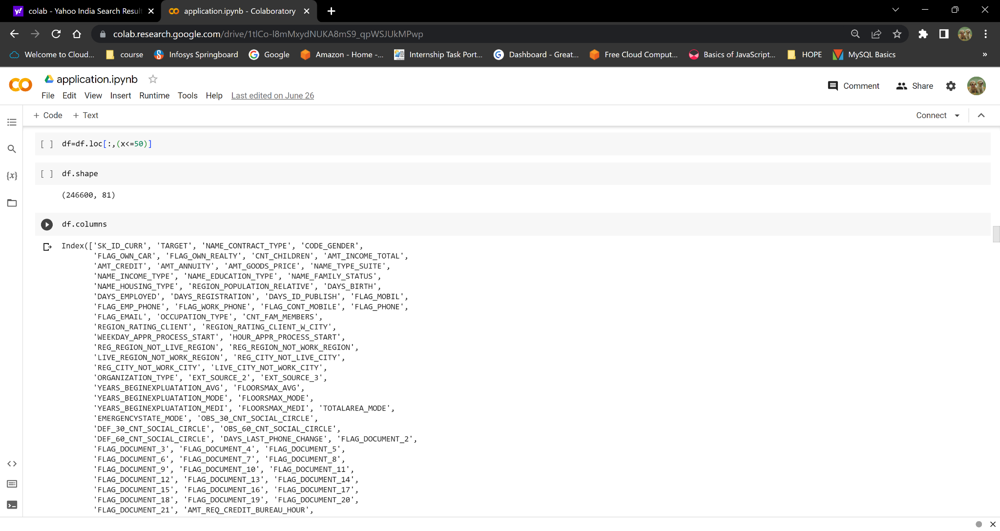 colab - Yahoo India Search Result
application.ipynb - Colaboratory
colab.research.google.com/drive/1tlCo-l8mMxydNUKA8mS9_qpWSJUkMPwp
Welcome to Cloud... course Infosys Springboard Google Amazon - Home -... Internship Task Port... Dashboard - Great... Free Cloud Comput... Basics of JavaScript... HOPE MySQL Basics »
application.ipynb
Comment Share
File Edit View Insert Runtime Tools Help Last edited on June 26
+ Code + Text Connect
[ ] df=df.loc[:,(x<=50)]
[ ] df.shape
(246600, 81)
df.columns
Index(['SK_ID_CURR', 'TARGET', 'NAME_CONTRACT_TYPE', 'CODE_GENDER',
'FLAG_OWN_CAR', 'FLAG_OWN_REALTY', 'CNT_CHILDREN', 'AMT_INCOME_TOTAL',
'AMT_CREDIT', 'AMT_ANNUITY', 'AMT_GOODS_PRICE', 'NAME_TYPE_SUITE',
'NAME_INCOME_TYPE', 'NAME_EDUCATION_TYPE', 'NAME_FAMILY_STATUS',
'NAME_HOUSING_TYPE', 'REGION_POPULATION_RELATIVE', 'DAYS_BIRTH',
'DAYS_EMPLOYED', 'DAYS_REGISTRATION', 'DAYS_ID_PUBLISH', 'FLAG_MOBIL',
'FLAG_EMP_PHONE', 'FLAG_WORK_PHONE', 'FLAG_CONT_MOBILE', 'FLAG_PHONE',
'FLAG_EMAIL', 'OCCUPATION_TYPE', 'CNT_FAM_MEMBERS',
'REGION_RATING_CLIENT', 'REGION_RATING_CLIENT_W_CITY',
'WEEKDAY_APPR_PROCESS_START', 'HOUR_APPR_PROCESS_START',
'REG_REGION_NOT_LIVE_REGION', 'REG_REGION_NOT_WORK_REGION',
'LIVE_REGION_NOT_WORK_REGION', 'REG_CITY_NOT_LIVE_CITY',
'REG_CITY_NOT_WORK_CITY', 'LIVE_CITY_NOT_WORK_CITY',
'ORGANIZATION_TYPE', 'EXT_SOURCE_2', 'EXT_SOURCE_3',
'YEARS_BEGINEXPLUATATION_AVG', 'FLOORSMAX_AVG',
'YEARS_BEGINEXPLUATATION_MODE', 'FLOORSMAX_MODE',
'YEARS_BEGINEXPLUATATION_MEDI', 'FLOORSMAX_MEDI', 'TOTALAREA_MODE',
'EMERGENCYSTATE_MODE', 'OBS_30_CNT_SOCIAL_CIRCLE',
'DEF_30_CNT_SOCIAL_CIRCLE', 'OBS_60_CNT_SOCIAL_CIRCLE',
'DEF_60_CNT_SOCIAL_CIRCLE', 'DAYS_LAST_PHONE_CHANGE', 'FLAG_DOCUMENT_2',
'FLAG_DOCUMENT_3', 'FLAG_DOCUMENT_4', 'FLAG_DOCUMENT_5',
'FLAG_DOCUMENT_6', 'FLAG_DOCUMENT_7', 'FLAG_DOCUMENT_8',
'FLAG_DOCUMENT_9', 'FLAG_DOCUMENT_10', 'FLAG_DOCUMENT_11',
'FLAG_DOCUMENT_12', 'FLAG_DOCUMENT_13', 'FLAG_DOCUMENT_14',
'FLAG_DOCUMENT_15', 'FLAG_DOCUMENT_16', 'FLAG_DOCUMENT_17',
'FLAG_DOCUMENT_18', 'FLAG_DOCUMENT_19', 'FLAG_DOCUMENT_20',
'FLAG_DOCUMENT_21', 'AMT_REQ_CREDIT_BUREAU_HOUR',